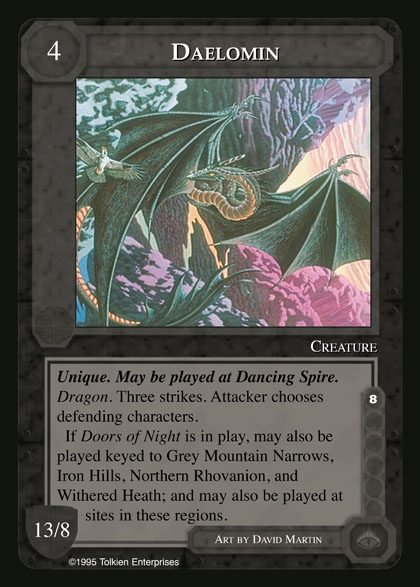 4
DAELOMIN
CREATURE
Unique. May be played at Dancing Spire.
Dragon. Three strikes. Attacker chooses
defending characters.
If Doors of Night is in play, may also be
played keyed to Grey Mountain Narrows,
Iron Hills, Northern Rhovanion, and
Withered Heath; and may also be played at
sites in these regions.
8
13/8
ART BY DAVID MARTIN
©1995 Tolkien Enterprises